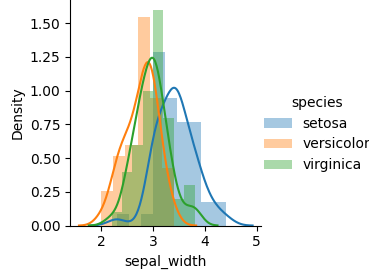 1.50
1.25
1.00
0.75
0.50
0.25
0.00
Density
2
3
4
5
sepal_width
species
setosa
versicolor
virginica